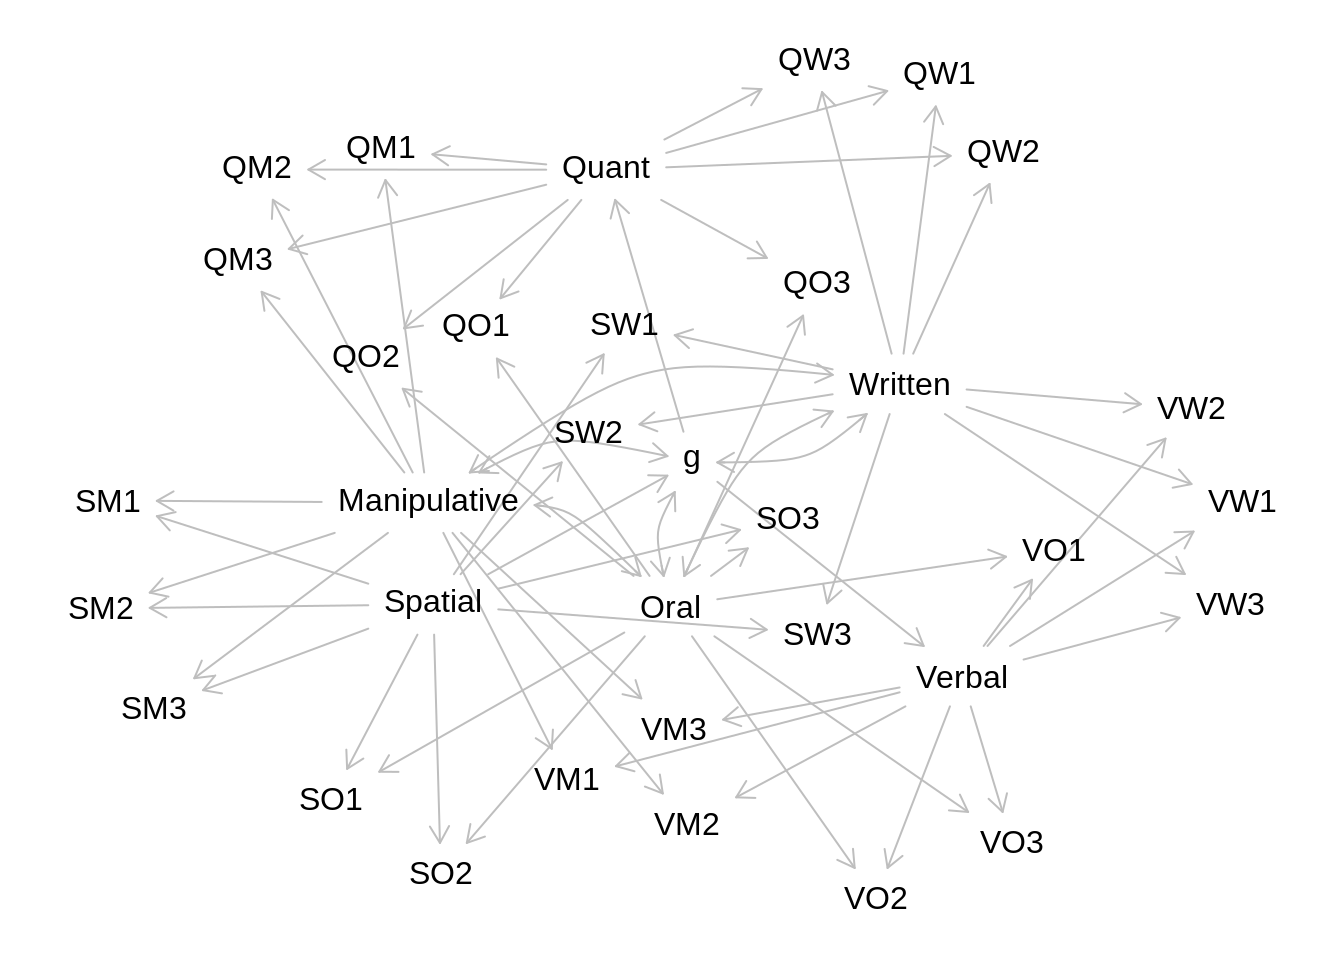 QW3
QW1
QM1
QW2
QM2
Quant
QM3
QO3
QO1
SW1
QO2
Written
VW2
SW2
g
SM1
Manipulative
VW1
SO3
VO1
SM2
Spatial
Oral
VW3
SW3
Verbal
SM3
VM3
VM1
SO1
VM2
VO3
SO2
VO2